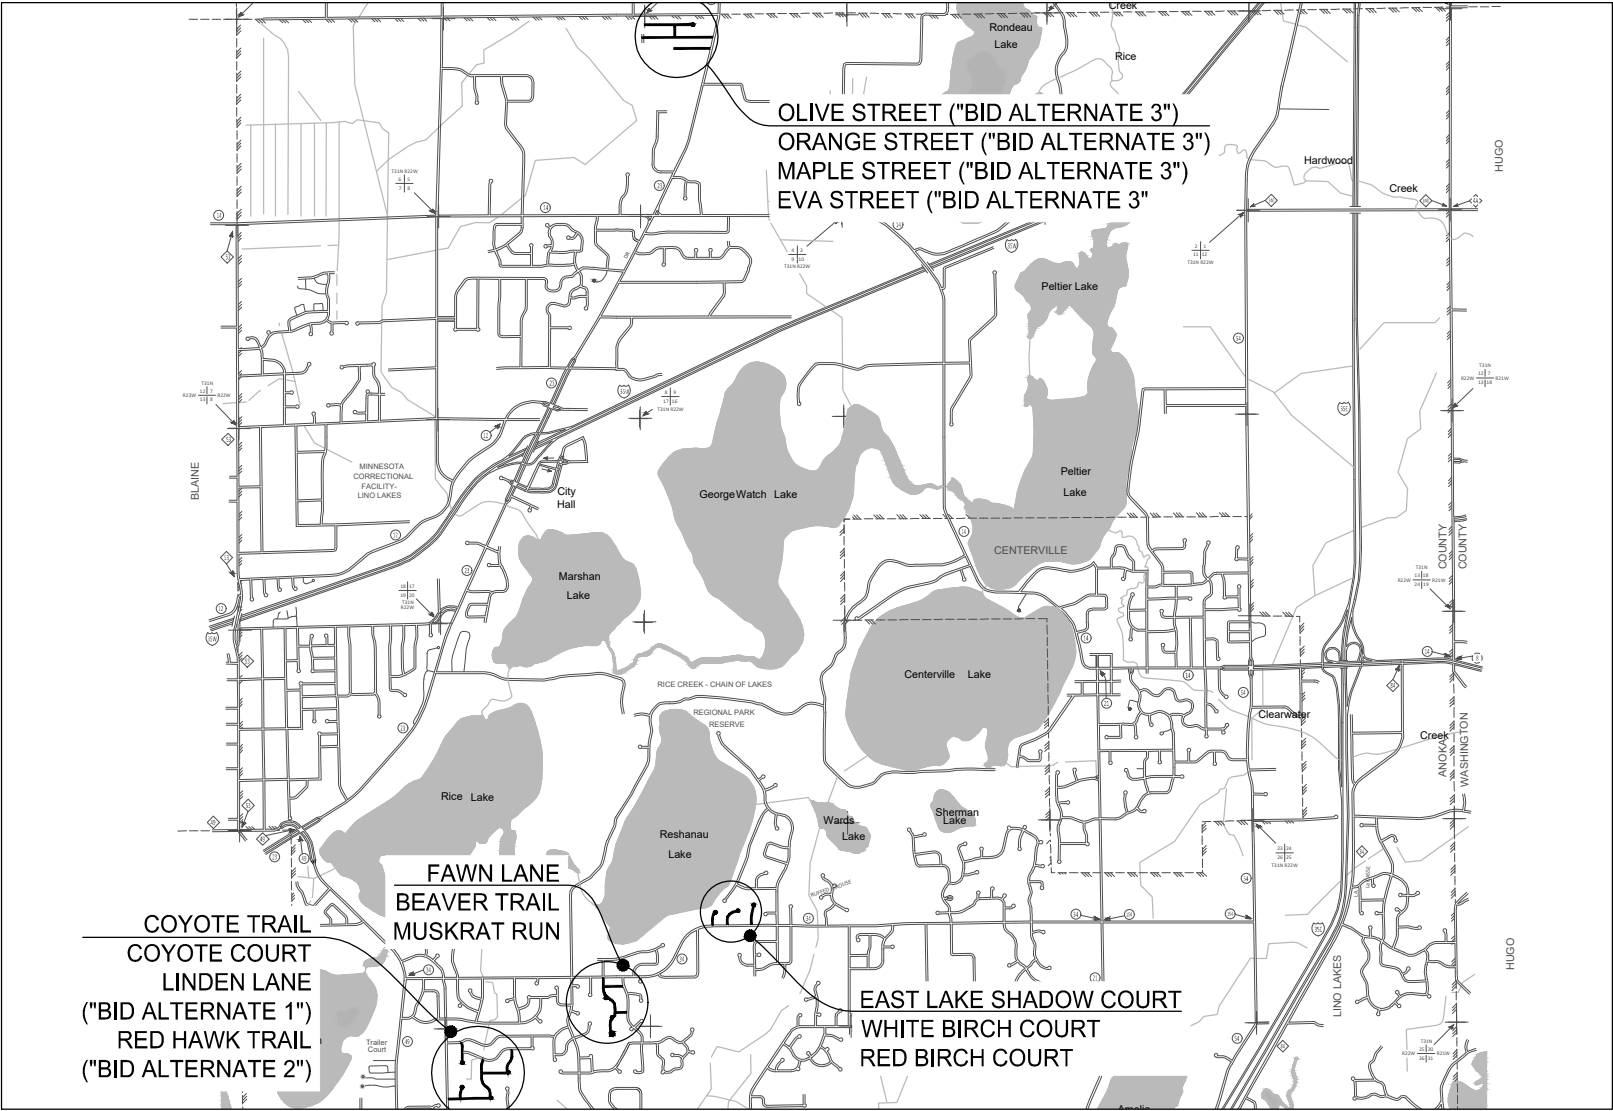 Creek
Rondeau
Lake
Rice
OLIVE STREET ("BID ALTERNATE 3")
ORANGE STREET ("BID ALTERNATE 3")
MAPLE STREET ("BID ALTERNATE 3")
EVA STREET ("BID ALTERNATE 3"
Hardwood
Creek
HUGO
Peltier Lake
BLAINE
MINNESOTA
CORRECTIONAL
FACILITY-
LINO LAKES
City
Hall
George Watch Lake
Peltier
Lake
CENTERVILLE
COUNTY
COUNTY
Marshan
Lake
Centerville Lake
RICE CREEK - CHAIN OF LAKES
REGIONAL PARK
RESERVE
Clearwater
Creek
ANOKA
WASHINGTON
Rice Lake
Reshanau
Lake
Wards
Lake
Sherman
Lake
FAWN LANE
BEAVER TRAIL
MUSKRAT RUN
COYOTE TRAIL
COYOTE COURT
LINDEN LANE
("BID ALTERNATE 1")
RED HAWK TRAIL
("BID ALTERNATE 2")
Trailer
Court
EAST LAKE SHADOW COURT
WHITE BIRCH COURT
RED BIRCH COURT
LINO LAKES
HUGO